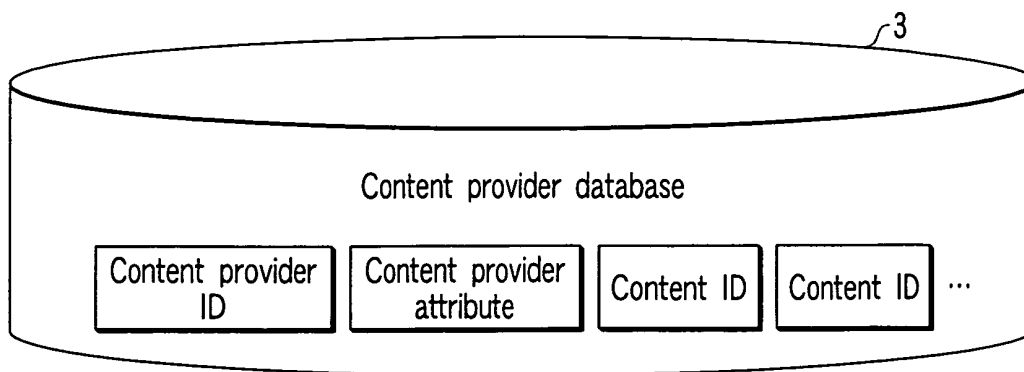 3
Content provider database
Content provider
ID
Content provider
attribute
Content ID
Content ID
...